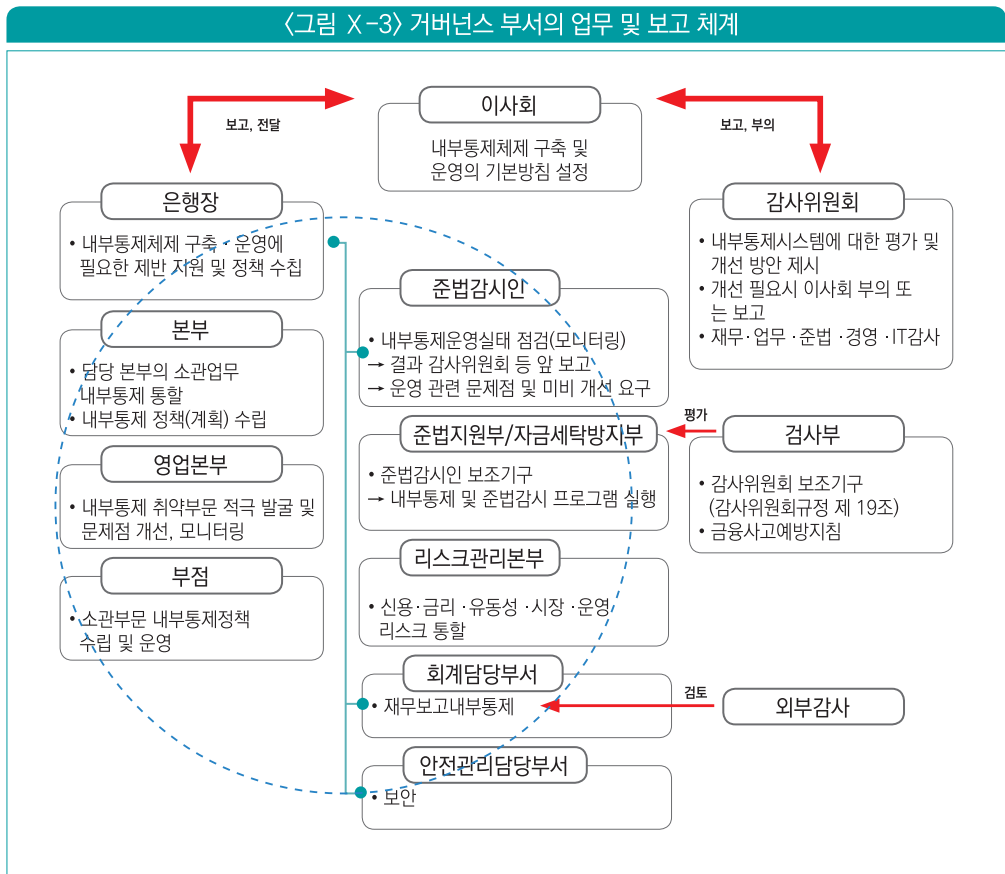 〈그림 Ⅹ-3〉 거버넌스 부서의 업무 및 보고 체계
보고, 전달
이사회
내부통제체제 구축 및
운영의 기본방침 설정
보고, 부의
은행장
• 내부통제체제 구축·운영에
필요한 제반 지원 및 정책 수칩
본부
• 담당 본부의 소관업무
내부통제 통할
• 내부통제 정책(계획) 수립
영업본부
• 내부통제 취약부문 적극 발굴 및
문제점 개선, 모니터링
부점
• 소관부문 내부통제정책
수립 및 운영
준법감시인
• 내부통제운영실태 점검(모니터링)
→ 결과 감사위원회 등 앞 보고
→ 운영 관련 문제점 및 미비 개선 요구
준법지원부/자금세탁방지부
• 준법감시인 보조기구
→ 내부통제 및 준법감시 프로그램 실행
리스크관리본부
• 신용·금리·유동성·시장·운영
리스크 통할
회계담당부서
• 재무보고내부통제
안전관리담당부서
• 보안
감사위원회
• 내부통제시스템에 대한 평가 및
개선 방안 제시
• 개선 필요시 이사회 부의 또
는 보고
• 재무·업무·준법·경영·IT감사
평가
검사부
• 감사위원회 보조기구
(감사위원회규정 제 19조)
• 금융사고예방지침
검토
외부감사